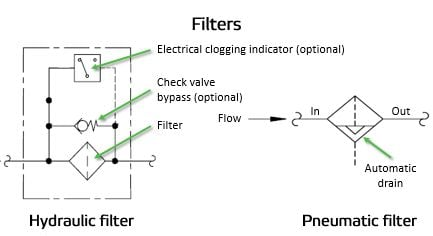 Filters
Electrical clogging indicator (optional)
Check valve
bypass (optional)
Filter
Flow
In
Out
Automatic
drain
Hydraulic filter
Pneumatic filter